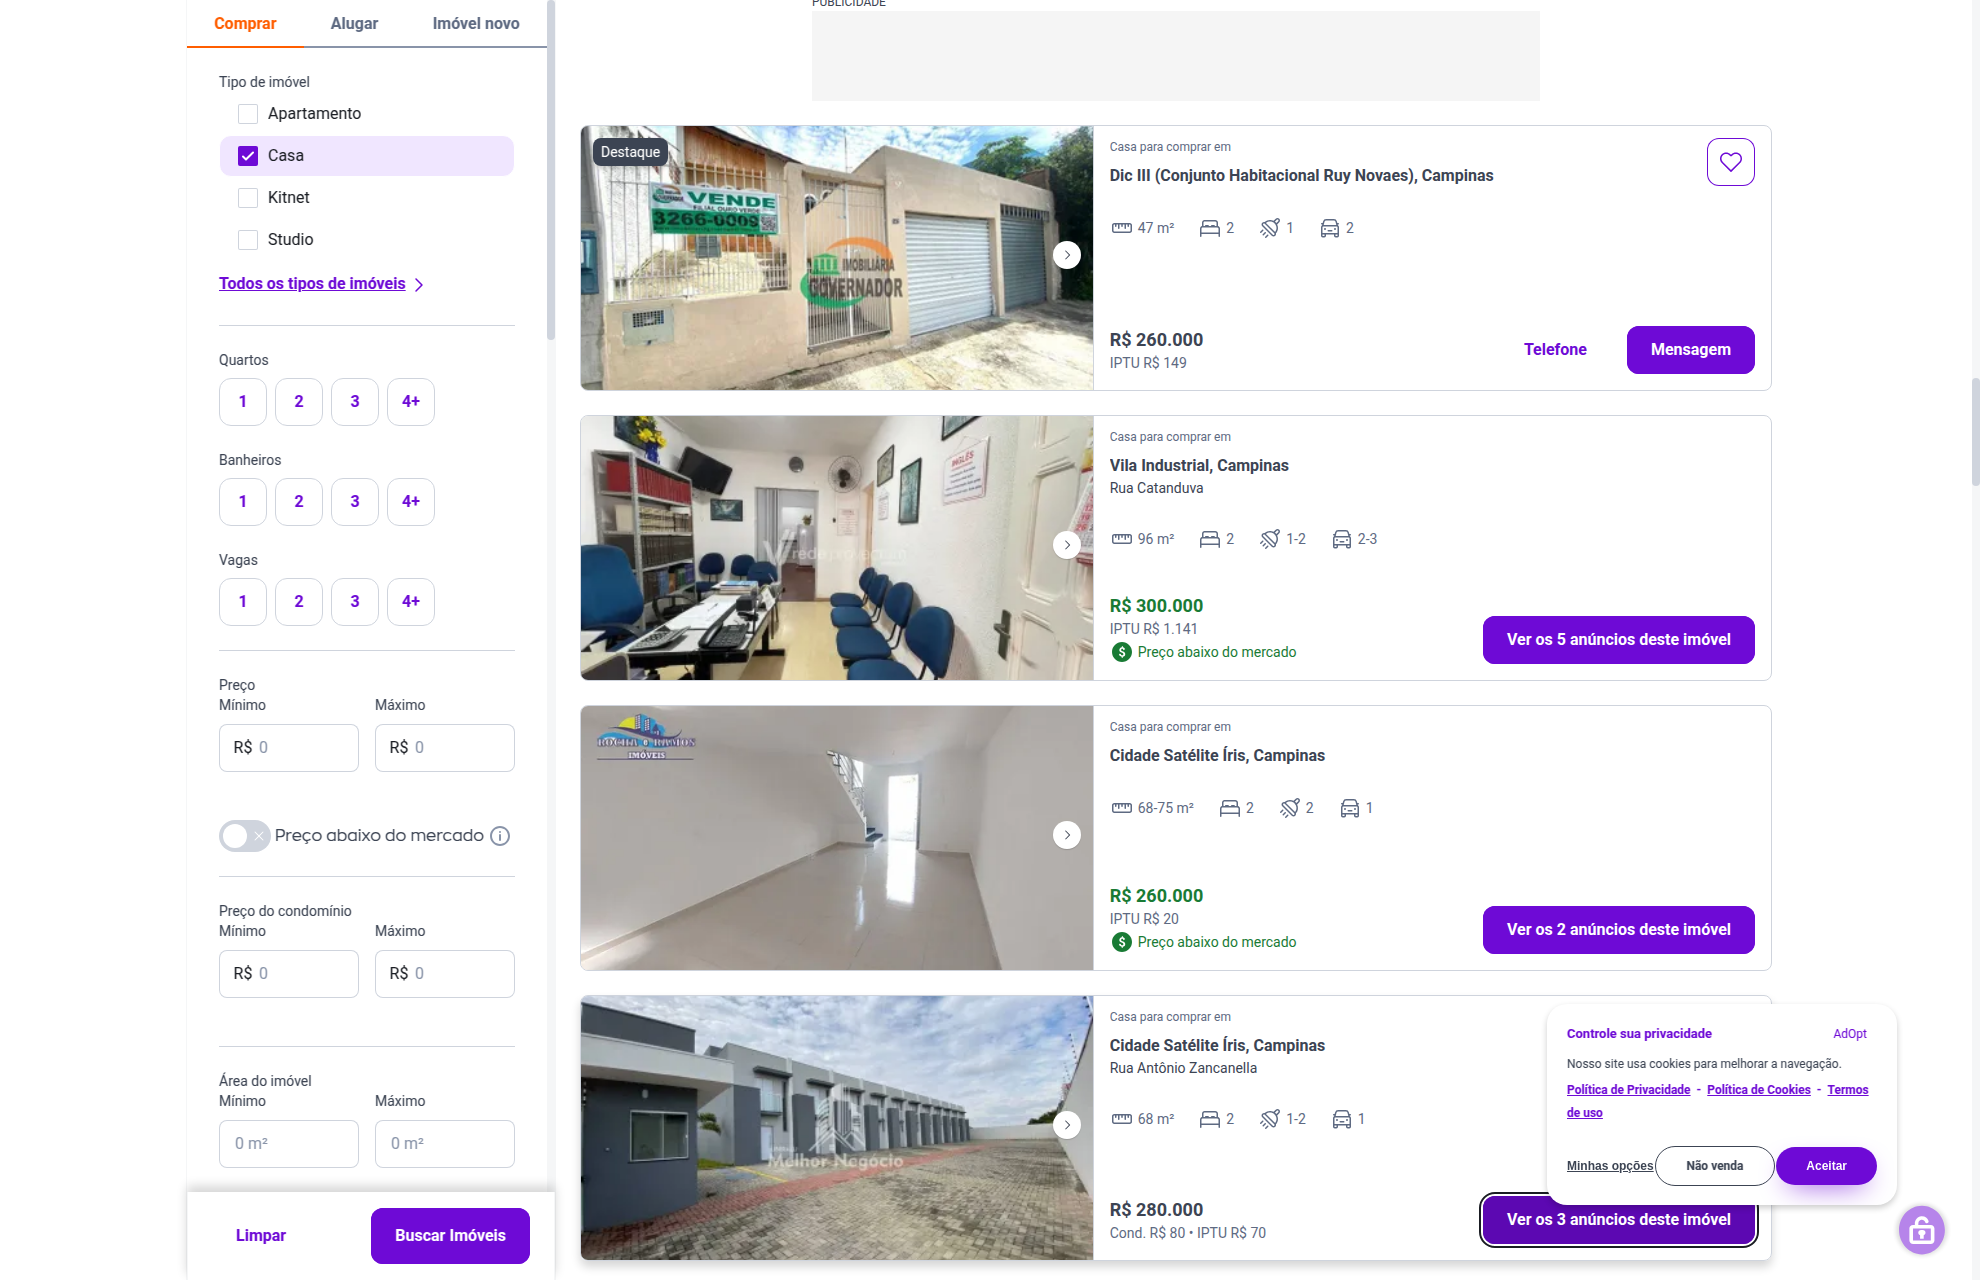 Comprar
Alugar
Imóvel novo
Tipo de imóvel
Apartamento
Casa
Kitnet
Studio
Todos os tipos de imóveis
Quartos
1 2 3 4+
Banheiros
1 2 3 4+
Vagas
1 2 3 4+
Preço
Mínimo Máximo
R$ 0 R$ 0
Preço abaixo do mercado
Preço do condomínio
Mínimo Máximo
R$ 0 R$ 0
Área do imóvel
Mínimo Máximo
0 m² 0 m²
Limpar
Buscar Imóveis
PUBLICIDADE
Destaque
VENDE
FILIAL OURO VERDE
3266-0009
IMOBILIÁRIA
GOVERNADOR
Casa para comprar em
Dic III (Conjunto Habitacional Ruy Novaes), Campinas
47 m² 2 1 2
R$ 260.000
IPTU R$ 149
Telefone
Mensagem
INGLÊS
Casa para comprar em
Vila Industrial, Campinas
Rua Catanduva
96 m² 2 1-2 2-3
R$ 300.000
IPTU R$ 1.141
Preço abaixo do mercado
Ver os 5 anúncios deste imóvel
ROCHA & RAMOS
IMÓVEIS
Casa para comprar em
Cidade Satélite Íris, Campinas
68-75 m² 2 2 1
R$ 260.000
IPTU R$ 20
Preço abaixo do mercado
Ver os 2 anúncios deste imóvel
Melhor Negócio
Casa para comprar em
Cidade Satélite Íris, Campinas
Rua Antônio Zancanella
68 m² 2 1-2 1
R$ 280.000
Cond. R$ 80 • IPTU R$ 70
Ver os 3 anúncios deste imóvel
Controle sua privacidade
AdOpt
Nosso site usa cookies para melhorar a navegação.
Política de Privacidade - Política de Cookies - Termos
de uso
Minhas opções
Não venda
Aceitar